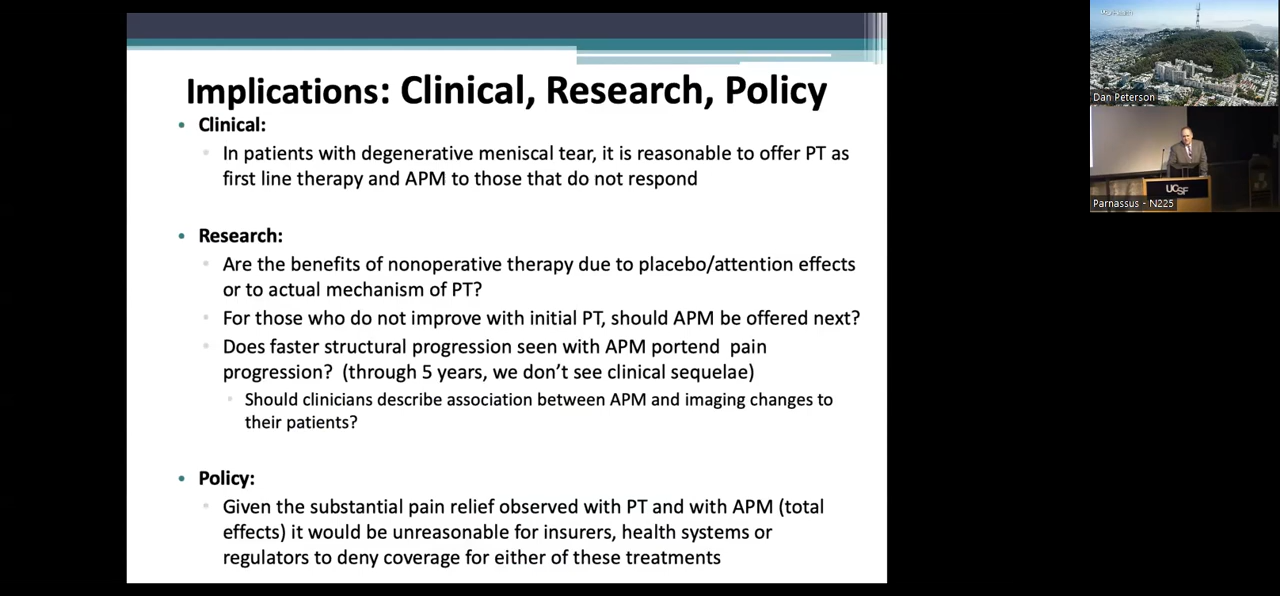 Implications: Clinical, Research, Policy
Clinical:
In patients with degenerative meniscal tear, it is reasonable to offer PT as
first line therapy and APM to those that do not respond
Research:
Are the benefits of nonoperative therapy due to placebo/attention effects
or to actual mechanism of PT?
For those who do not improve with initial PT, should APM be offered next?
Does faster structural progression seen with APM portend pain
progression? (through 5 years, we don't see clinical sequelae)
Should clinicians describe association between APM and imaging changes to
their patients?
Policy:
Given the substantial pain relief observed with PT and with APM (total
effects) it would be unreasonable for insurers, health systems or
regulators to deny coverage for either of these treatments
Dan Peterson
UCSF
Parnassus - N225